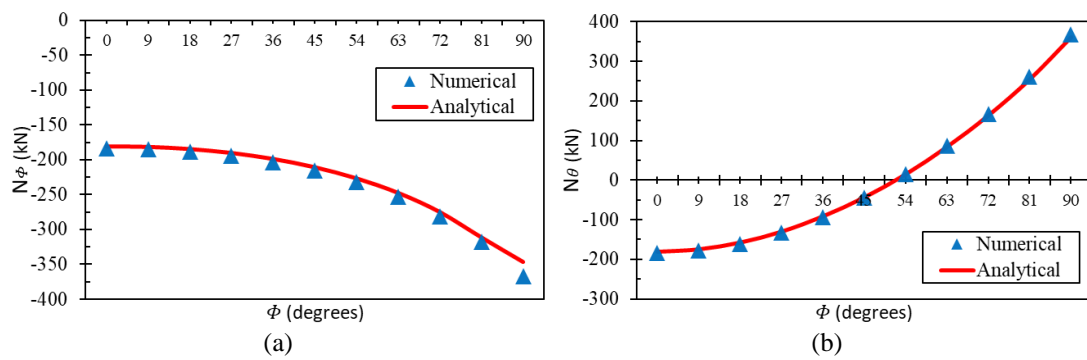 0
0 9 18 27 36 45 54 63 72 81 90
-50
-100
-150
-200
-250
-300
-350
-400
NΦ (kN)
Numerical
Analytical
Φ (degrees)
(a)
400
300
200
100
0
-100
-200
-300
0 9 18 27 36 45 54 63 72 81 90
Nθ (kN)
Numerical
Analytical
Φ (degrees)
(b)